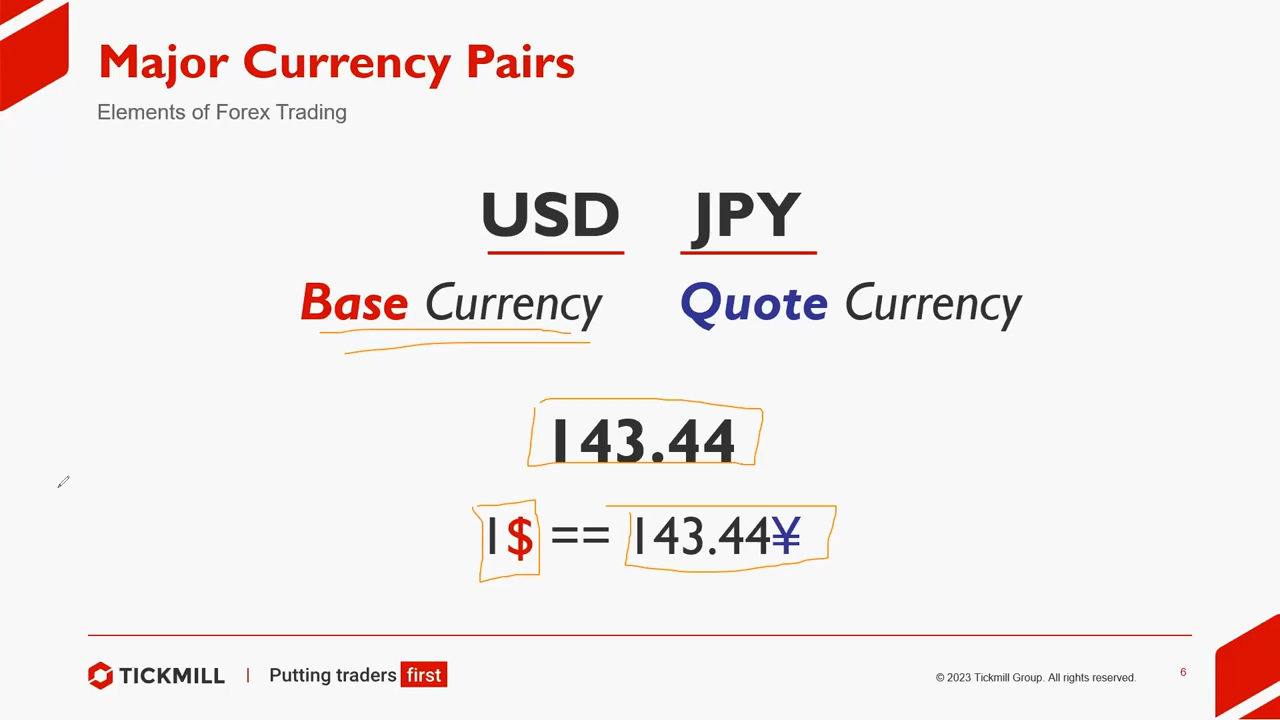 Major Currency Pairs
Elements of Forex Trading
USD JPY
Base Currency Quote Currency
143.44
1$ == 143.44¥
TICKMILL | Putting traders first
© 2023 Tickmill Group. All rights reserved. 6